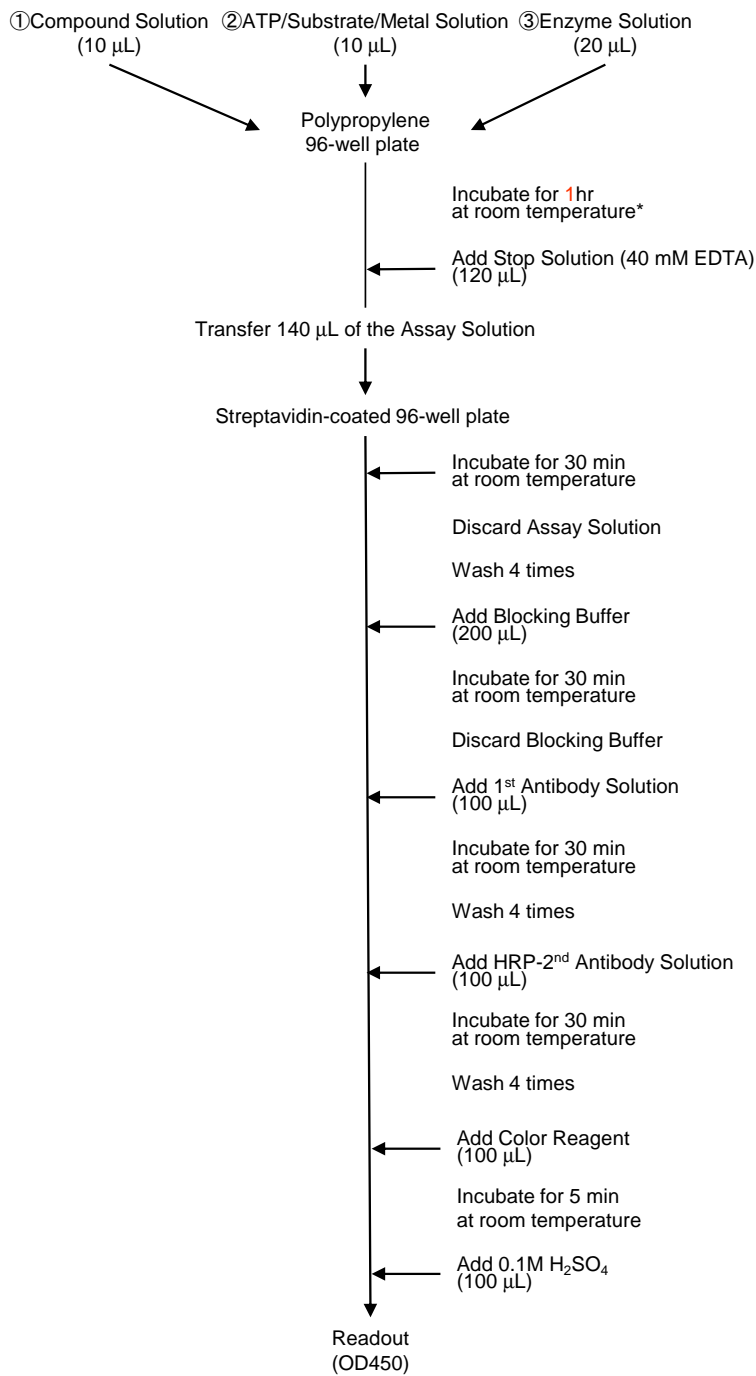 ①Compound Solution ②ATP/Substrate/Metal Solution ③Enzyme Solution
(10 μL) (10 μL) (20 μL)
Polypropylene
96-well plate
Incubate for 1hr
at room temperature*
Add Stop Solution (40 mM EDTA)
(120 μL)
Transfer 140 μL of the Assay Solution
Streptavidin-coated 96-well plate
Incubate for 30 min
at room temperature
Discard Assay Solution
Wash 4 times
Add Blocking Buffer
(200 μL)
Incubate for 30 min
at room temperature
Discard Blocking Buffer
Add 1st Antibody Solution
(100 μL)
Incubate for 30 min
at room temperature
Wash 4 times
Add HRP-2nd Antibody Solution
(100 μL)
Incubate for 30 min
at room temperature
Wash 4 times
Add Color Reagent
(100 μL)
Incubate for 5 min
at room temperature
Add 0.1M H₂SO₄
(100 μL)
Readout
(OD450)